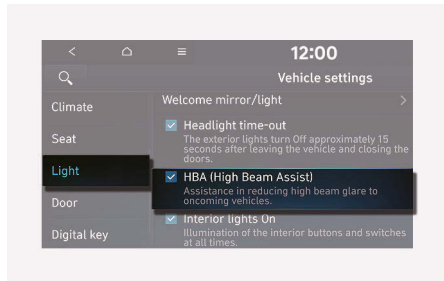 12:00
Vehicle settings
Climate
Seat
Light
Door
Digital key
Welcome mirror/light
Headlight time-out
The exterior lights turn Off approximately 15
seconds after leaving the vehicle and closing the
doors.
HBA (High Beam Assist)
Assistance in reducing high beam glare to
oncoming vehicles.
Interior lights On
Illumination of the interior buttons and switches
at all times.